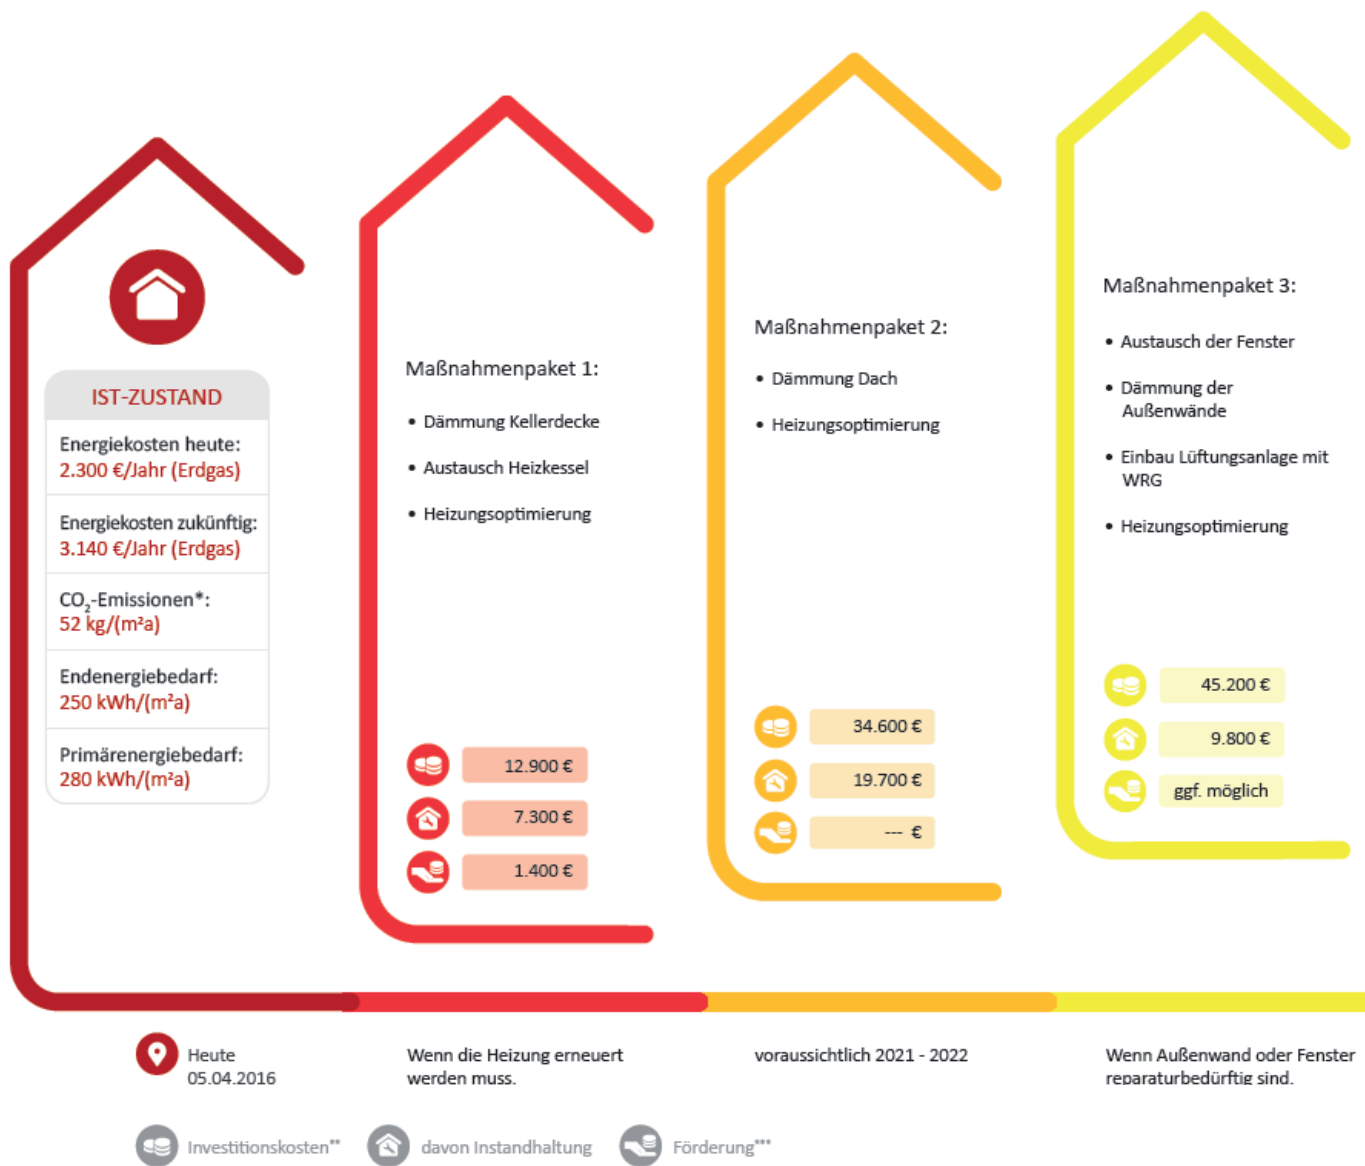 IST-ZUSTAND
Energiekosten heute:
2.300 €/Jahr (Erdgas)
Energiekosten zukünftig:
3.140 €/Jahr (Erdgas)
CO₂-Emissionen*:
52 kg/(m²a)
Endenergiebedarf:
250 kWh/(m²a)
Primärenergiebedarf:
280 kWh/(m²a)
Maßnahmenpaket 1:
• Dämmung Kellerdecke
• Austausch Heizkessel
• Heizungsoptimierung
12.900 €
7.300 €
1.400 €
Maßnahmenpaket 2:
• Dämmung Dach
• Heizungsoptimierung
34.600 €
19.700 €
--- €
Maßnahmenpaket 3:
• Austausch der Fenster
• Dämmung der
Außenwände
• Einbau Lüftungsanlage mit
WRG
• Heizungsoptimierung
45.200 €
9.800 €
ggf. möglich
Heute
05.04.2016
Wenn die Heizung erneuert
werden muss.
voraussichtlich 2021 - 2022
Wenn Außenwand oder Fenster
reparaturbedürftig sind.
Investitionskosten**
davon Instandhaltung
Förderung***